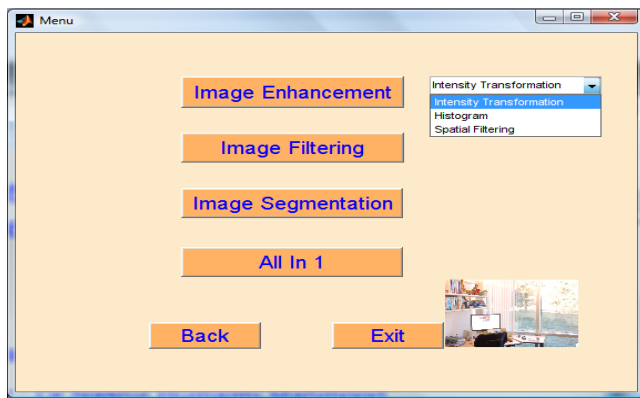 Menu
Image Enhancement
Intensity Transformation
Intensity Transformation
Histogram
Spatial Filtering
Image Filtering
Image Segmentation
All In 1
Back
Exit